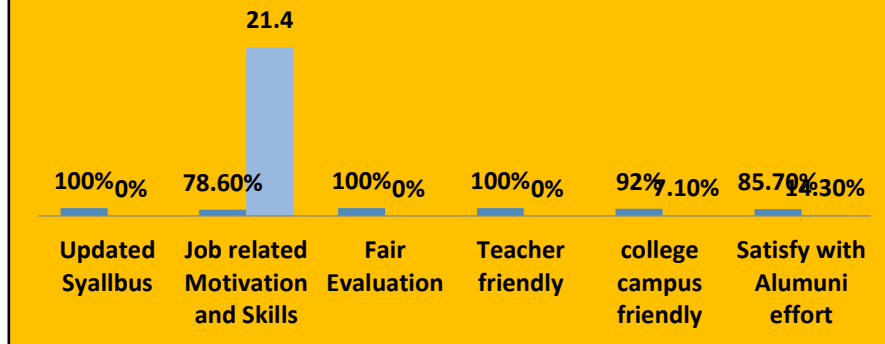 21.4
100% 0% 78.60% 100% 0% 100% 0% 92% 7.10% 85.70% 14.30%
Updated Job related Fair Teacher college Satisfy with
Syallbus Motivation Evaluation friendly campus Alumuni
and Skills friendly effort